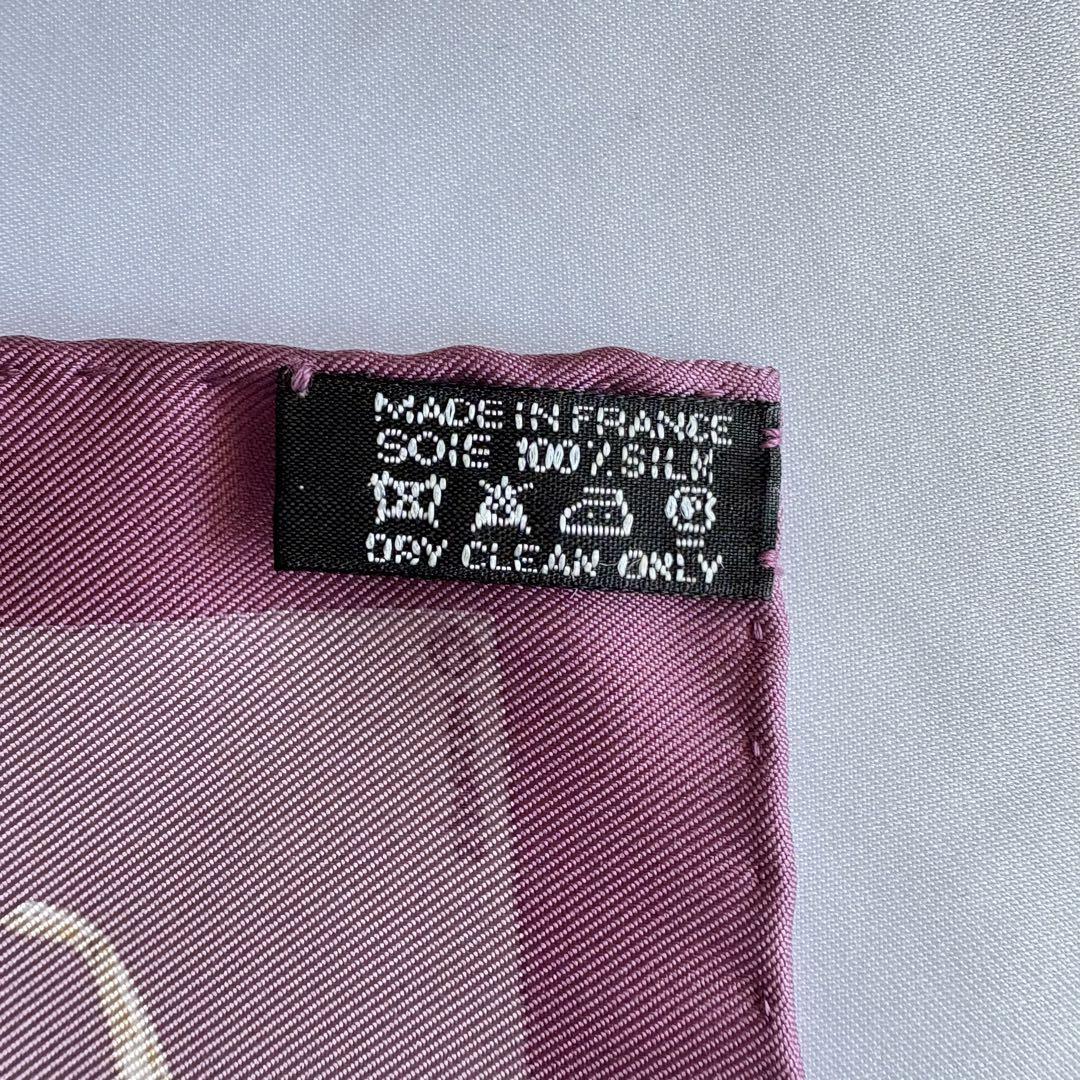 MADE IN FRANCE
SOIE 100% SILK
P
DRY CLEAN ONLY